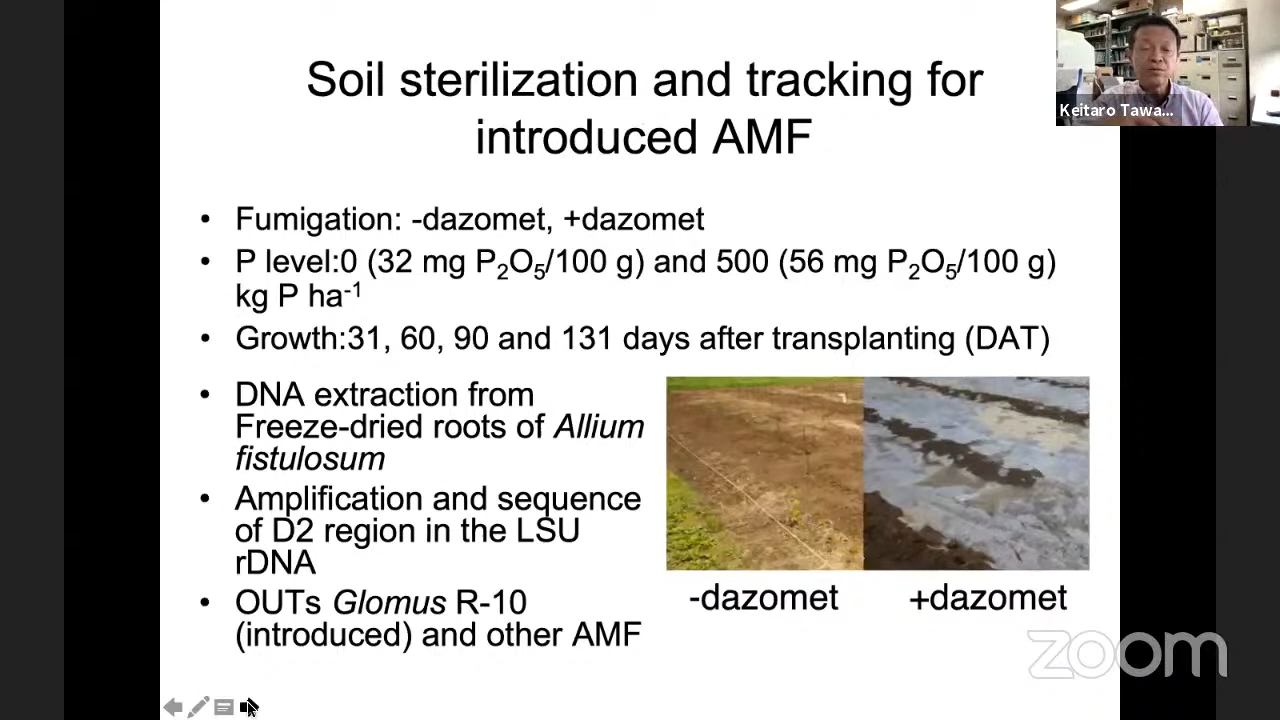 Soil sterilization and tracking for
introduced AMF
Keitaro Tawa...
• Fumigation: -dazomet, +dazomet
• P level:0 (32 mg P₂O₅/100 g) and 500 (56 mg P₂O₅/100 g)
kg P ha⁻¹
• Growth:31, 60, 90 and 131 days after transplanting (DAT)
• DNA extraction from
Freeze-dried roots of Allium
fistulosum
• Amplification and sequence
of D2 region in the LSU
rDNA
• OUTs Glomus R-10
(introduced) and other AMF
-dazomet
+dazomet
zoom